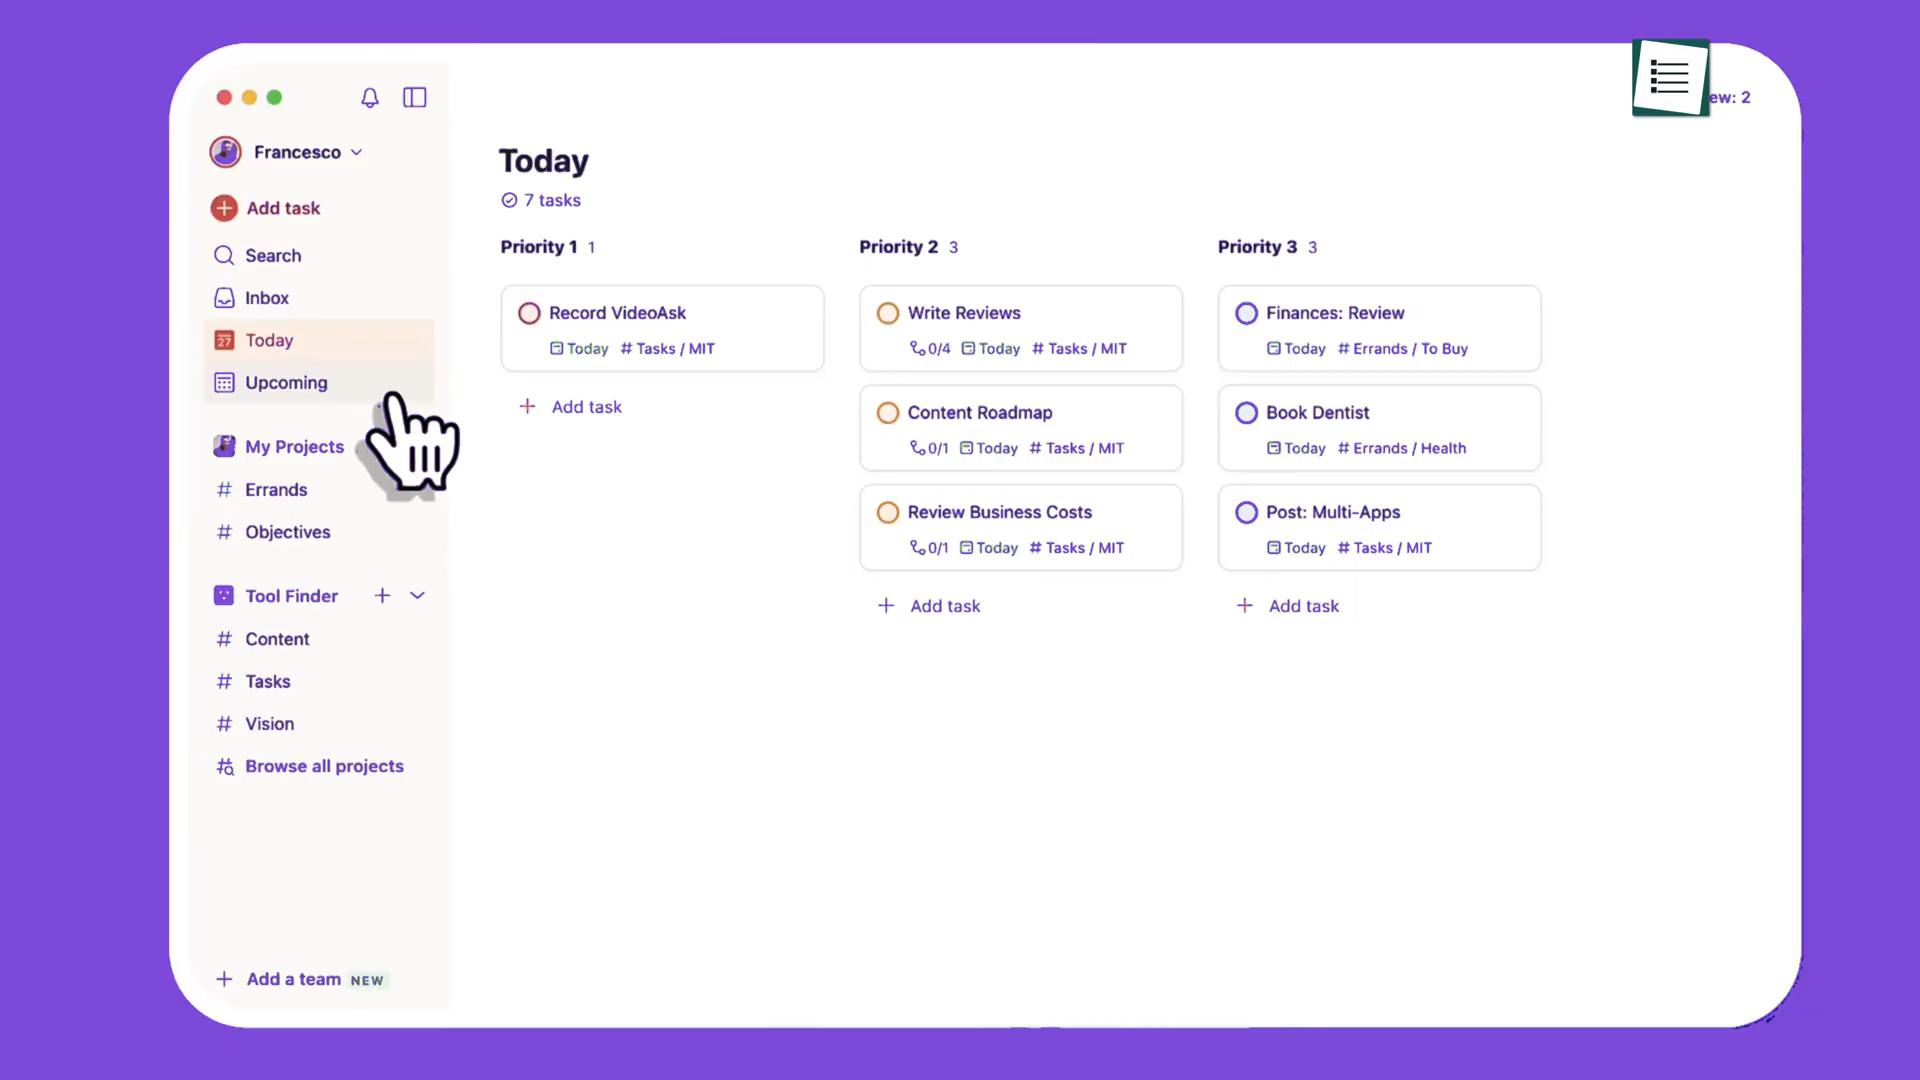 Francesco
Add task
Search
Inbox
27 Today
Upcoming
My Projects
# Errands
# Objectives
Tool Finder
# Content
# Tasks
# Vision
Browse all projects
Add a team NEW
ew: 2
Today
7 tasks
Priority 1 1
Record VideoAsk
Today # Tasks / MIT
Add task
Priority 2 3
Write Reviews
0/4 Today # Tasks / MIT
Content Roadmap
0/1 Today # Tasks / MIT
Review Business Costs
0/1 Today # Tasks / MIT
Add task
Priority 3 3
Finances: Review
Today # Errands / To Buy
Book Dentist
Today # Errands / Health
Post: Multi-Apps
Today # Tasks / MIT
Add task